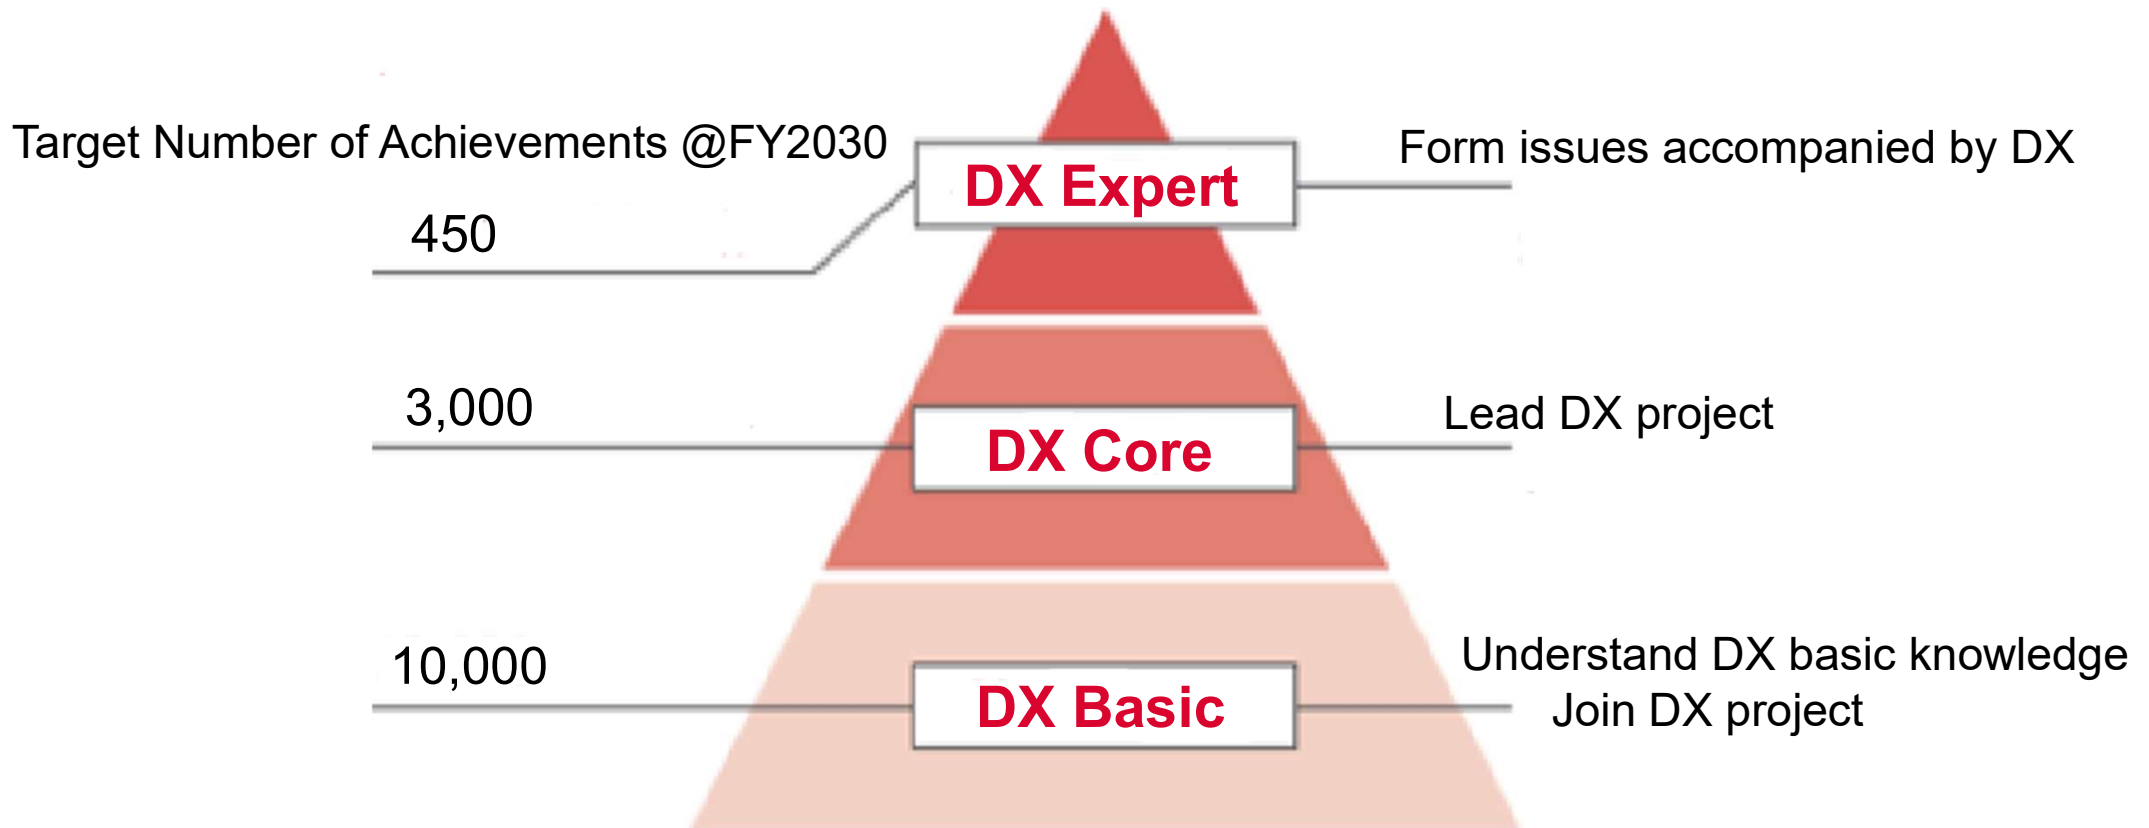 Target Number of Achievements @FY2030
DX Expert
Form issues accompanied by DX
450
3,000
DX Core
Lead DX project
10,000
DX Basic
Understand DX basic knowledge
Join DX project